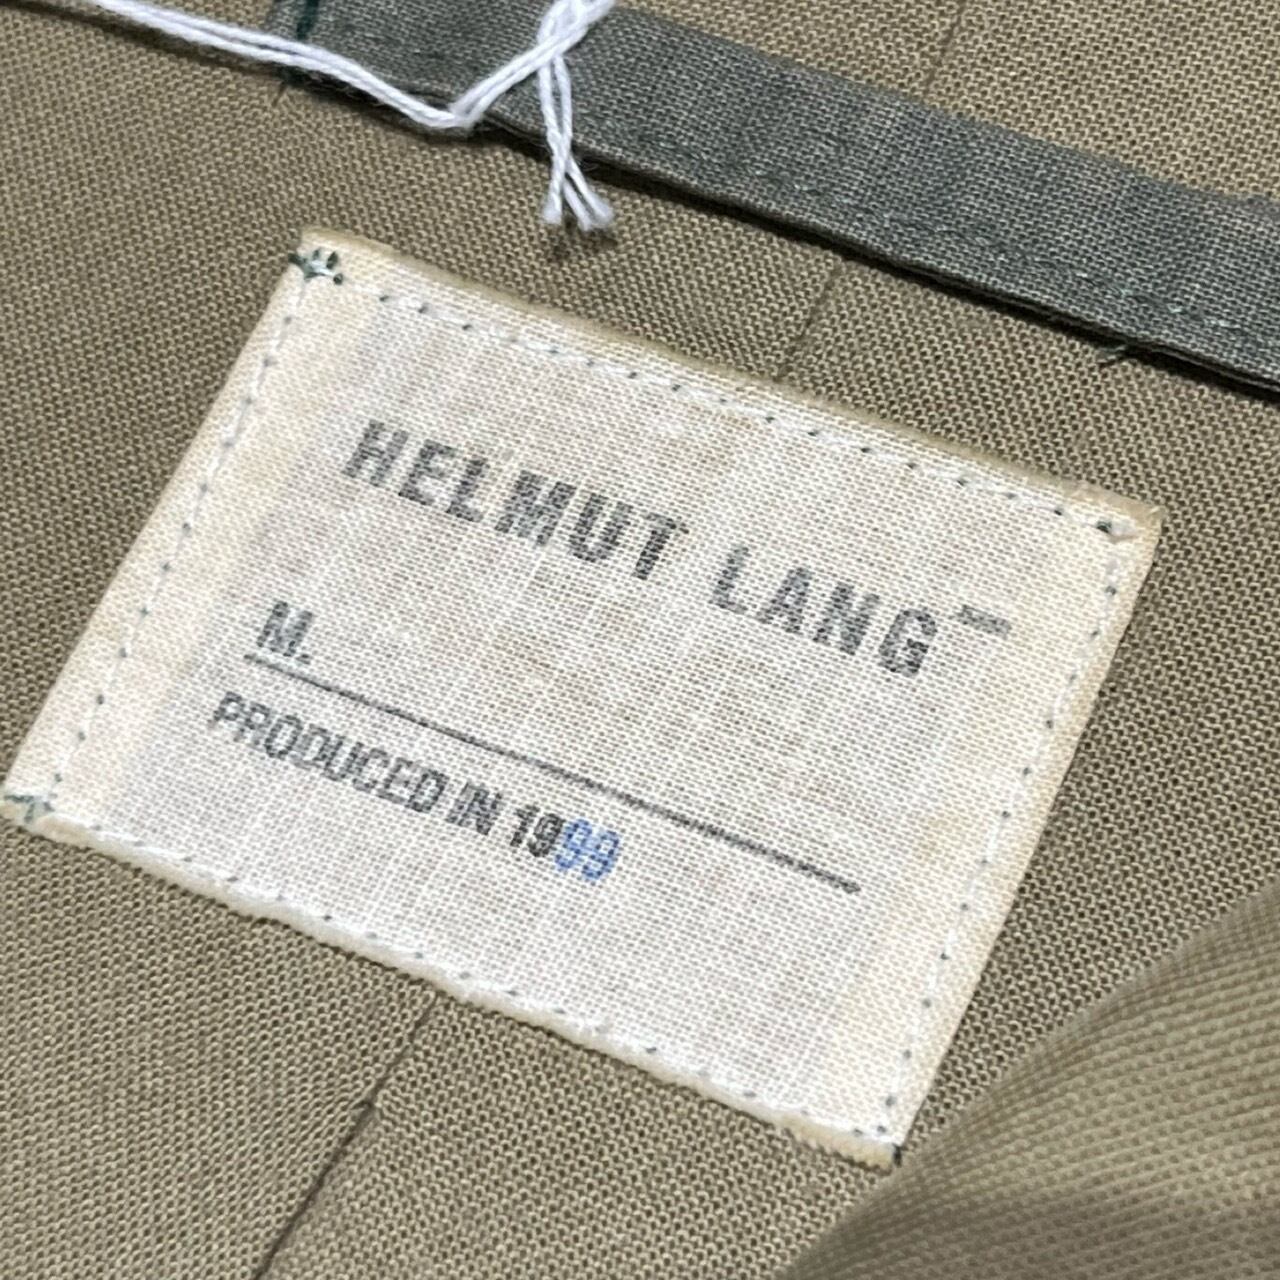 HELMUT LANG
M.
PRODUCED IN 1999